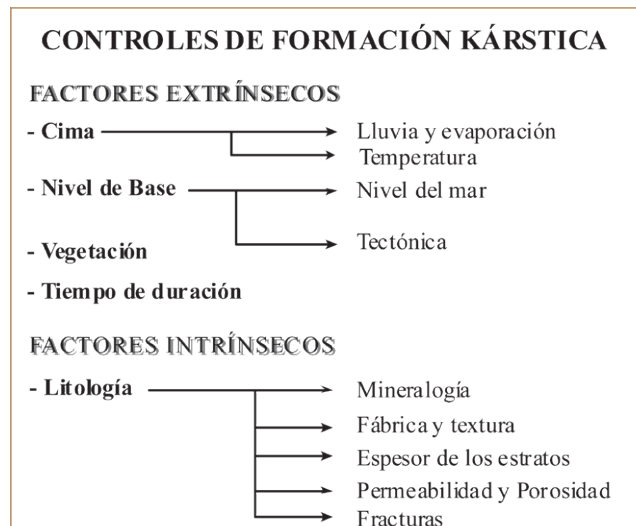 CONTROLES DE FORMACIÓN KÁRSTICA
FACTORES EXTRÍNSECOS
- Cima
Lluvia y evaporación
Temperatura
- Nivel de Base
Nivel del mar
Tectónica
- Vegetación
- Tiempo de duración
FACTORES INTRÍNSECOS
- Litología
Mineralogía
Fábrica y textura
Espesor de los estratos
Permeabilidad y Porosidad
Fracturas